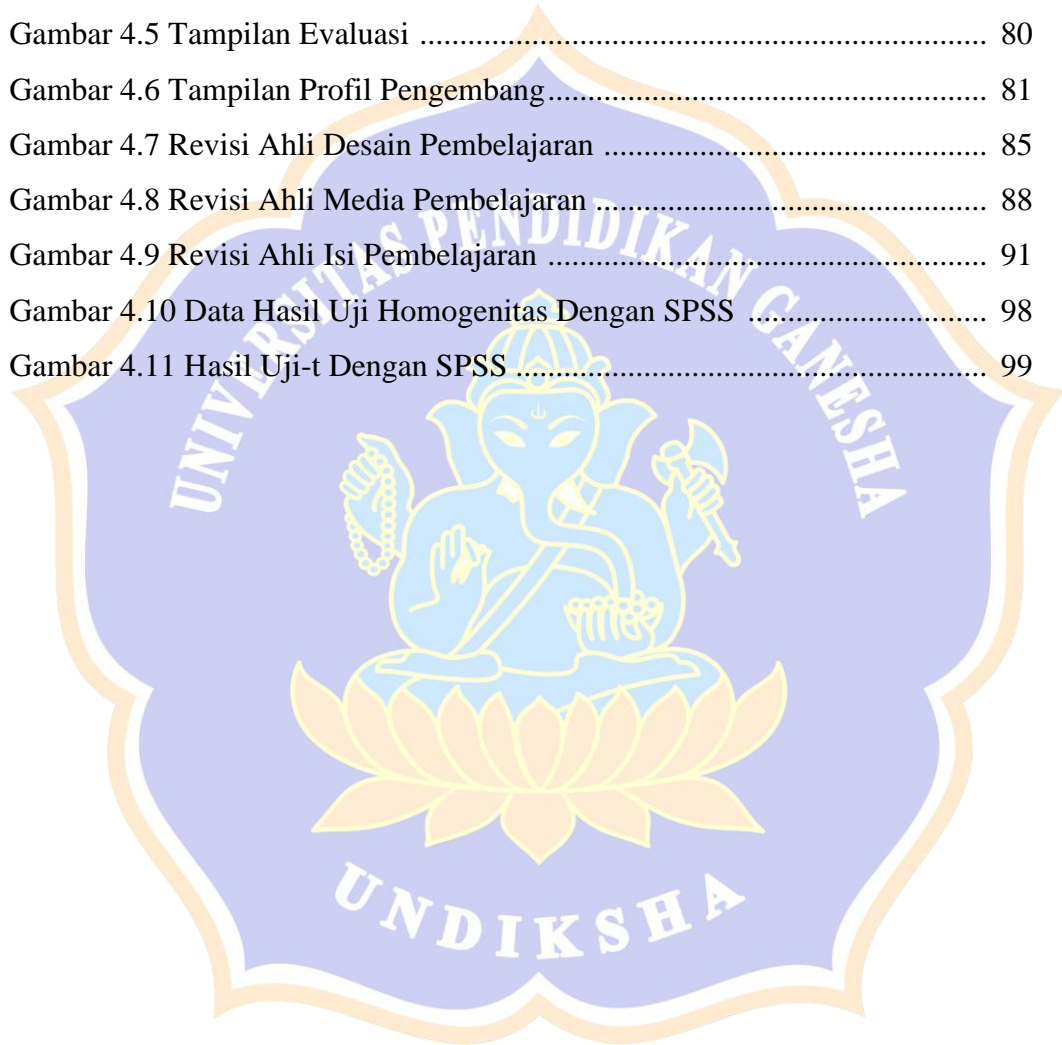 Gambar 4.5 Tampilan Evaluasi ........................................................................ 80
Gambar 4.6 Tampilan Profil Pengembang........................................................ 81
Gambar 4.7 Revisi Ahli Desain Pembelajaran ................................................. 85
Gambar 4.8 Revisi Ahli Media Pembelajaran .................................................. 88
Gambar 4.9 Revisi Ahli Isi Pembelajaran ........................................................ 91
Gambar 4.10 Data Hasil Uji Homogenitas Dengan SPSS .............................. 98
Gambar 4.11 Hasil Uji-t Dengan SPSS ............................................................ 99
UNIVERSITAS PENDIDIKAN GANESHA
UNDIKSHA